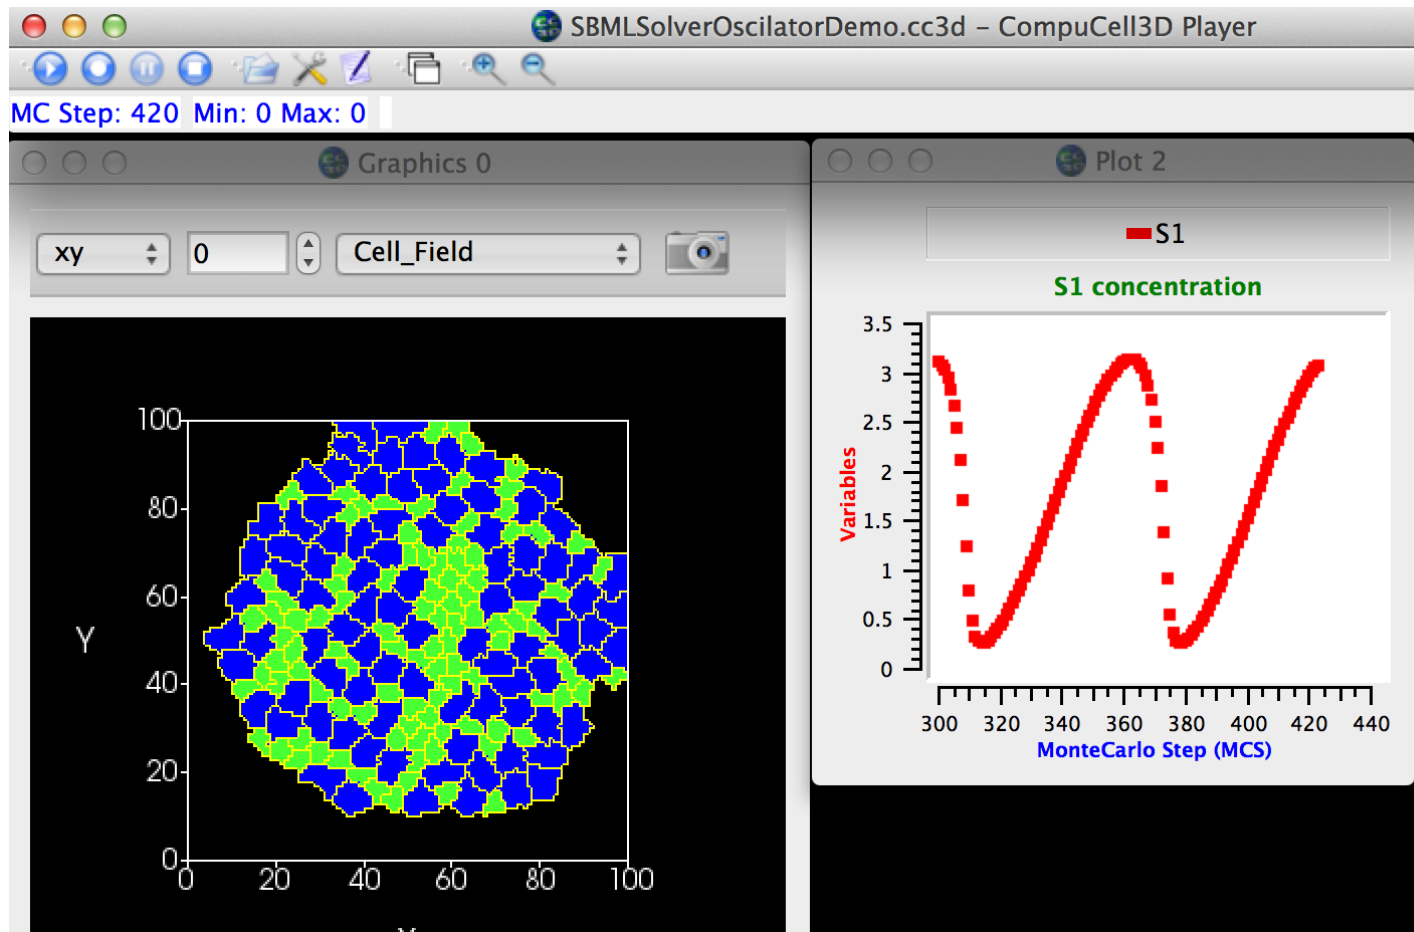 SBMLSolverOscilatorDemo.cc3d – CompuCell3D Player
MC Step: 420 Min: 0 Max: 0
Graphics 0
xy 0 Cell_Field
100
80
60
40
20
0
Y
0 20 40 60 80 100
Plot 2
S1
S1 concentration
3.5
3
2.5
2
1.5
1
0.5
0
Variables
300 320 340 360 380 400 420 440
MonteCarlo Step (MCS)